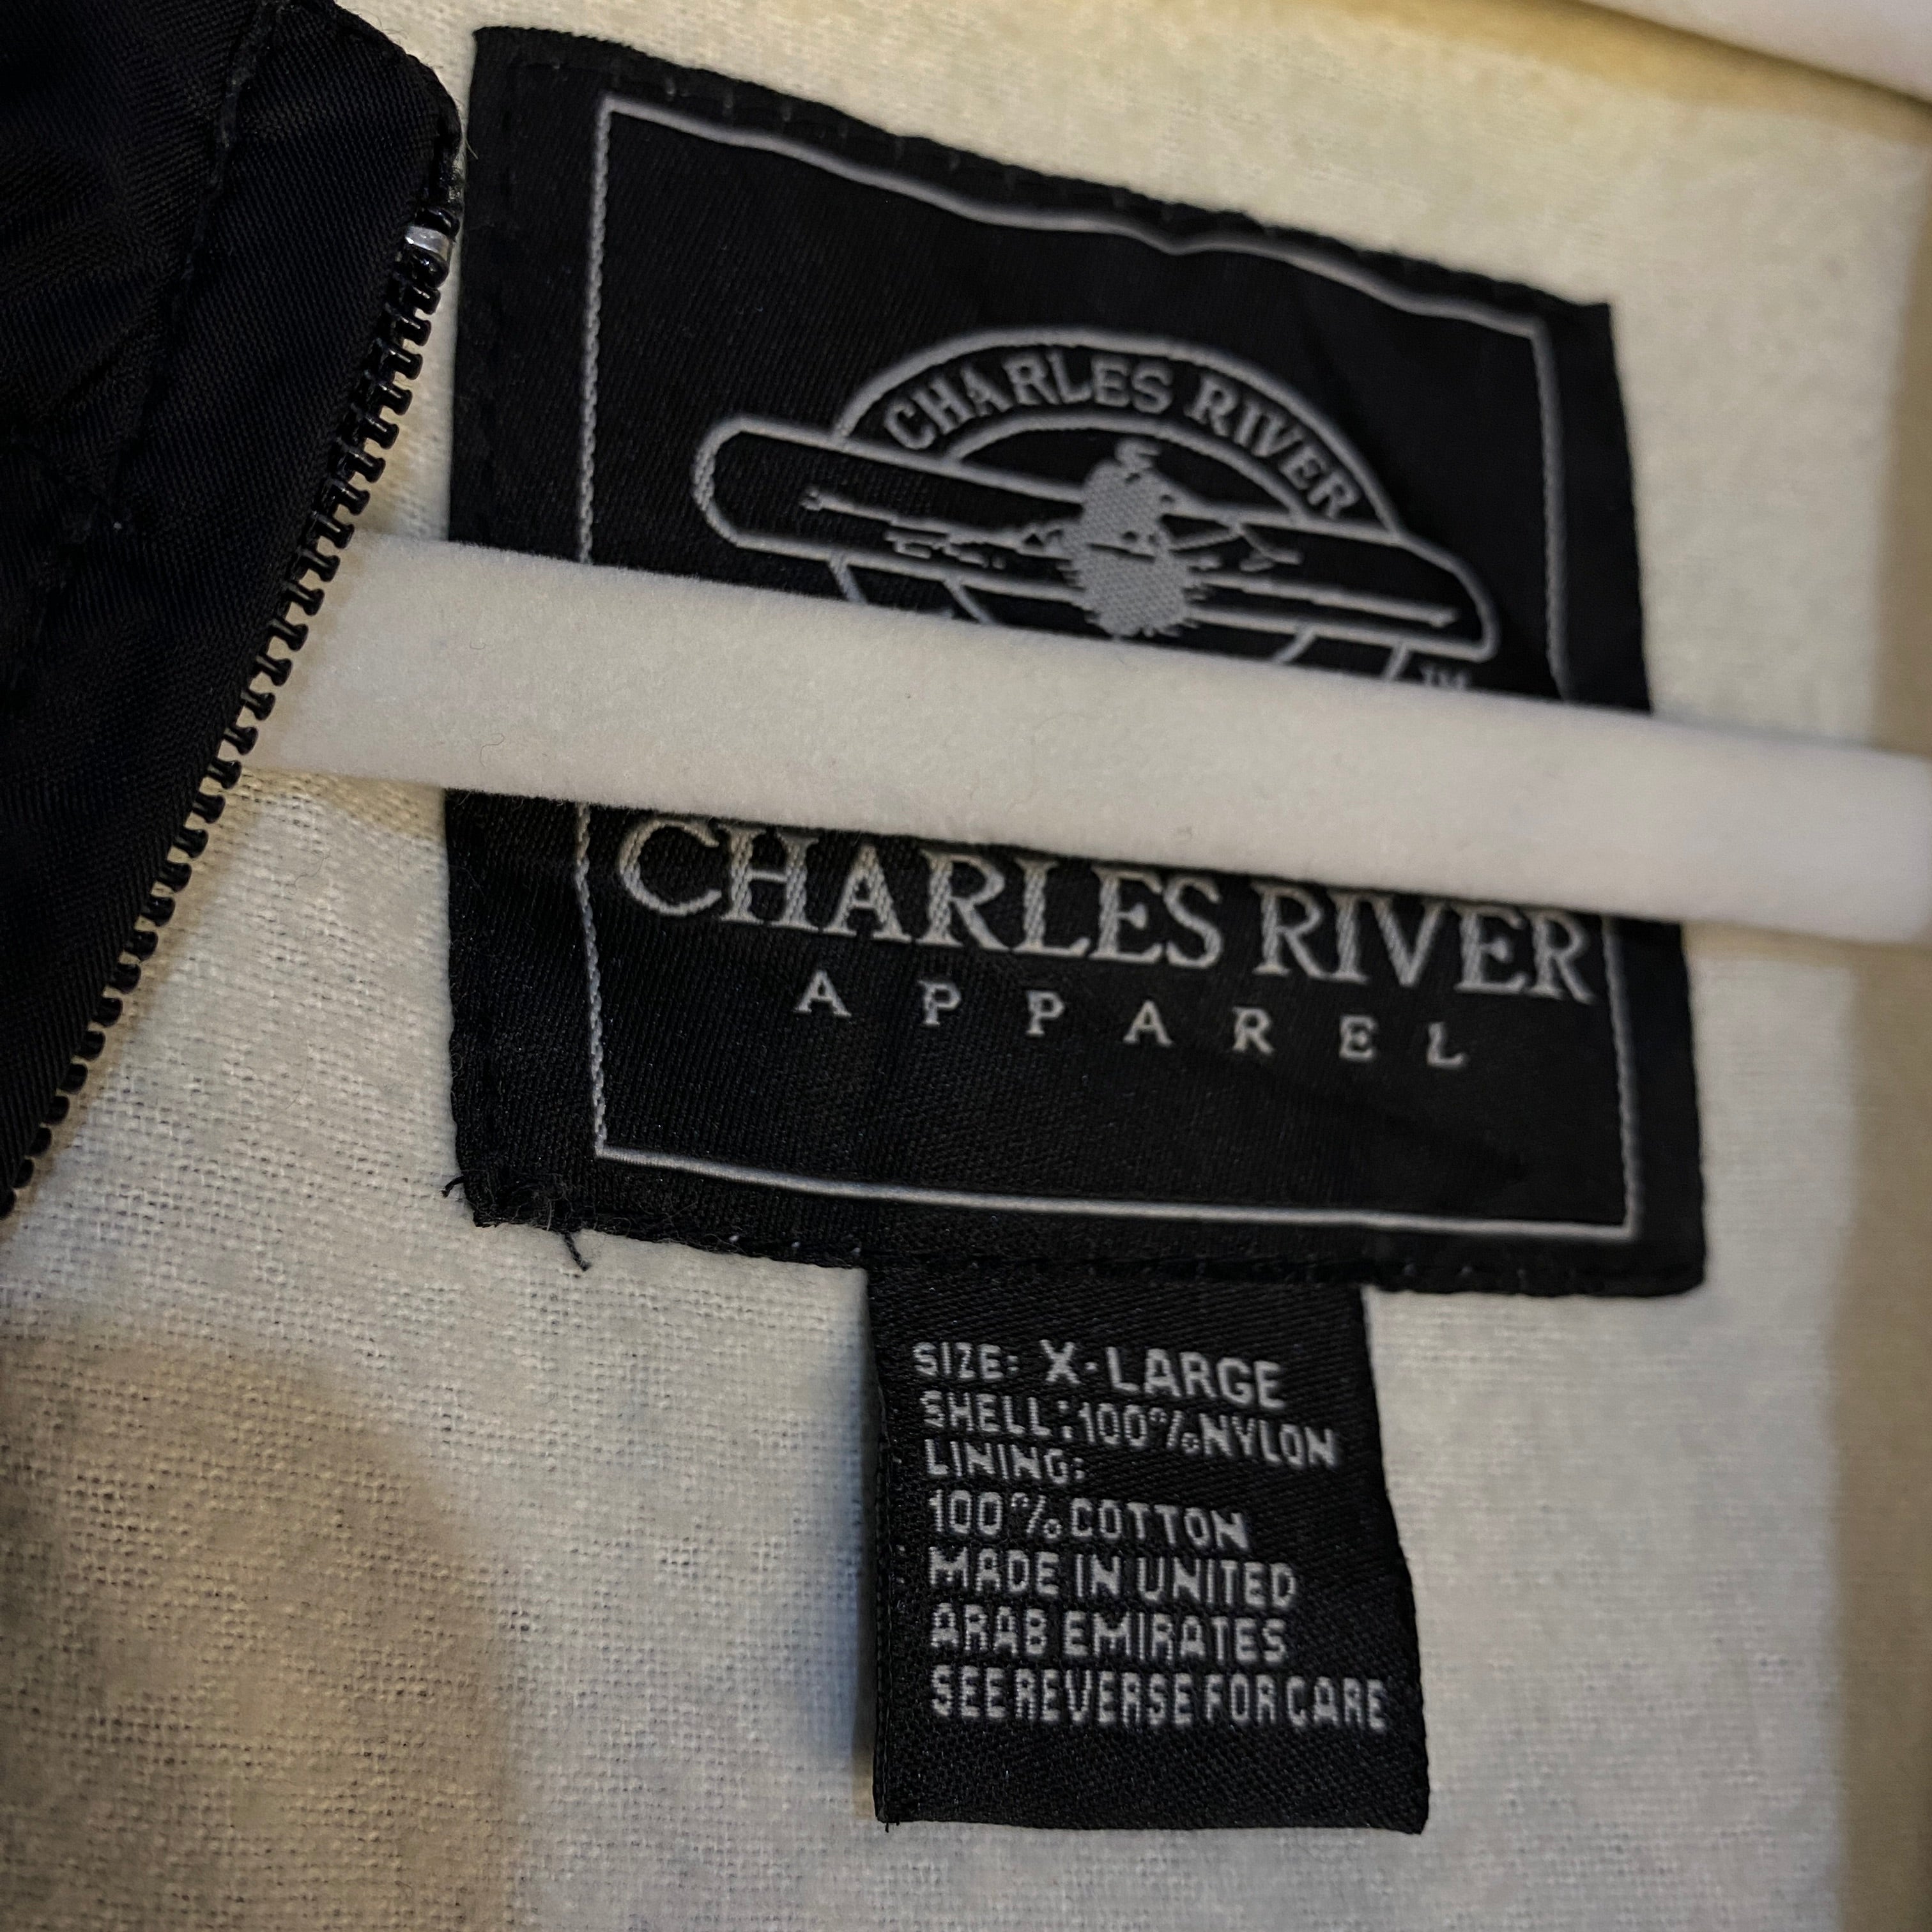 CHARLES RIVER
TM
CHARLES RIVER
APPAREL
SIZE: X-LARGE
SHELL:100%NYLON
LINING:
100%COTTON
MADE IN UNITED
ARAB EMIRATES
SEE REVERSE FOR CARE